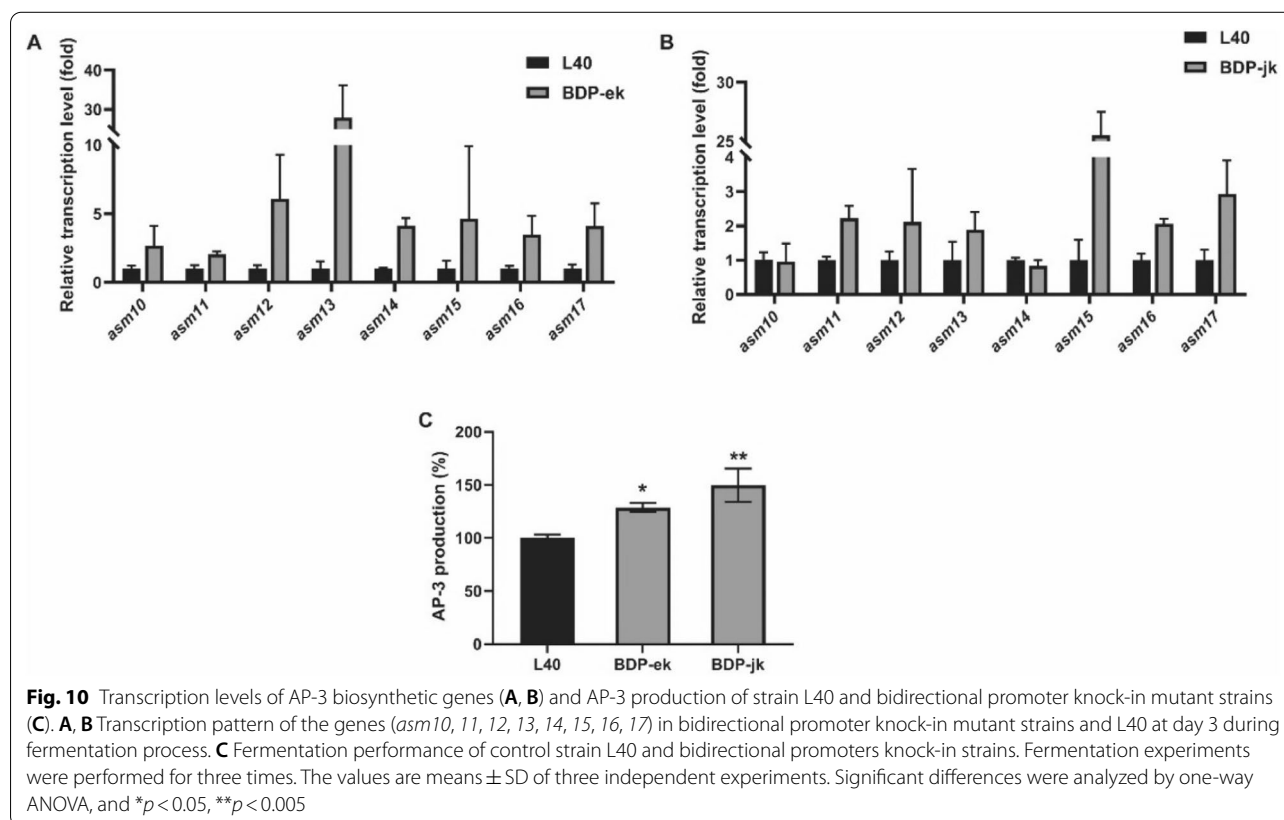 A
L40
BDP-ek
Relative transcription level (fold)
40
30
10
5
0
asm10
asm11
asm12
asm13
asm14
asm15
asm16
asm17
B
L40
BDP-jk
Relative transcription level (fold)
30
25
4
3
2
1
0
asm10
asm11
asm12
asm13
asm14
asm15
asm16
asm17
C
AP-3 production (%)
200
150
100
50
0
*
**
L40
BDP-ek
BDP-jk
Fig. 10 Transcription levels of AP-3 biosynthetic genes (A, B) and AP-3 production of strain L40 and bidirectional promoter knock-in mutant strains
(C). A, B Transcription pattern of the genes (asm10, 11, 12, 13, 14, 15, 16, 17) in bidirectional promoter knock-in mutant strains and L40 at day 3 during
fermentation process. C Fermentation performance of control strain L40 and bidirectional promoters knock-in strains. Fermentation experiments
were performed for three times. The values are means ± SD of three independent experiments. Significant differences were analyzed by one-way
ANOVA, and *p < 0.05, **p < 0.005